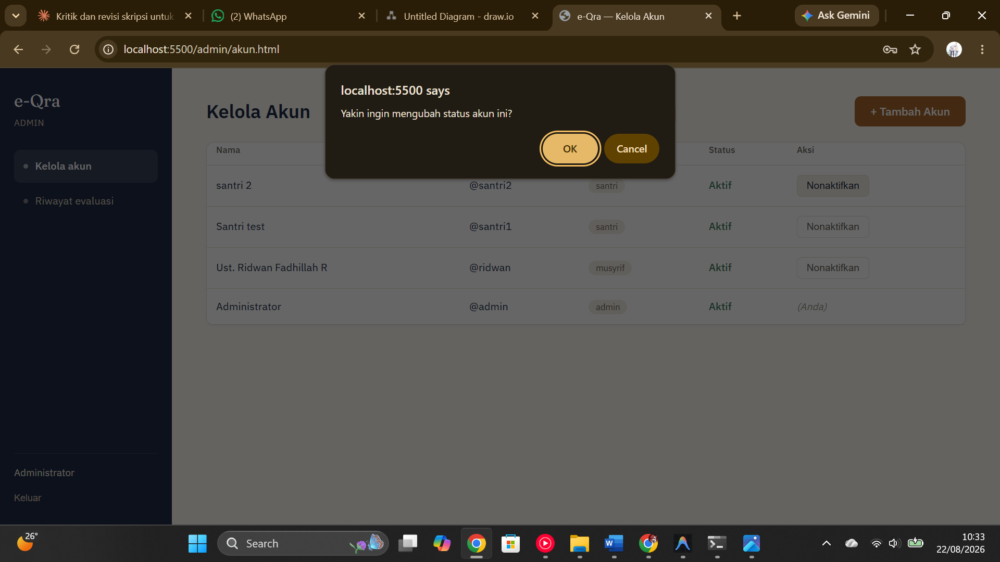 Kritik dan revisi skripsi untuk
(2) WhatsApp
Untitled Diagram - draw.io
e-Qra — Kelola Akun
Ask Gemini
localhost:5500/admin/akun.html
localhost:5500 says
Yakin ingin mengubah status akun ini?
OK
Cancel
e-Qra
ADMIN
Kelola akun
Riwayat evaluasi
Administrator
Keluar
Kelola Akun
+ Tambah Akun
Nama Status Aksi
santri 2 @santri2 santri Aktif Nonaktifkan
Santri test @santri1 santri Aktif Nonaktifkan
Ust. Ridwan Fadhillah R @ridwan musyrif Aktif Nonaktifkan
Administrator @admin admin Aktif (Anda)
26°
Search
10:33
22/08/2026